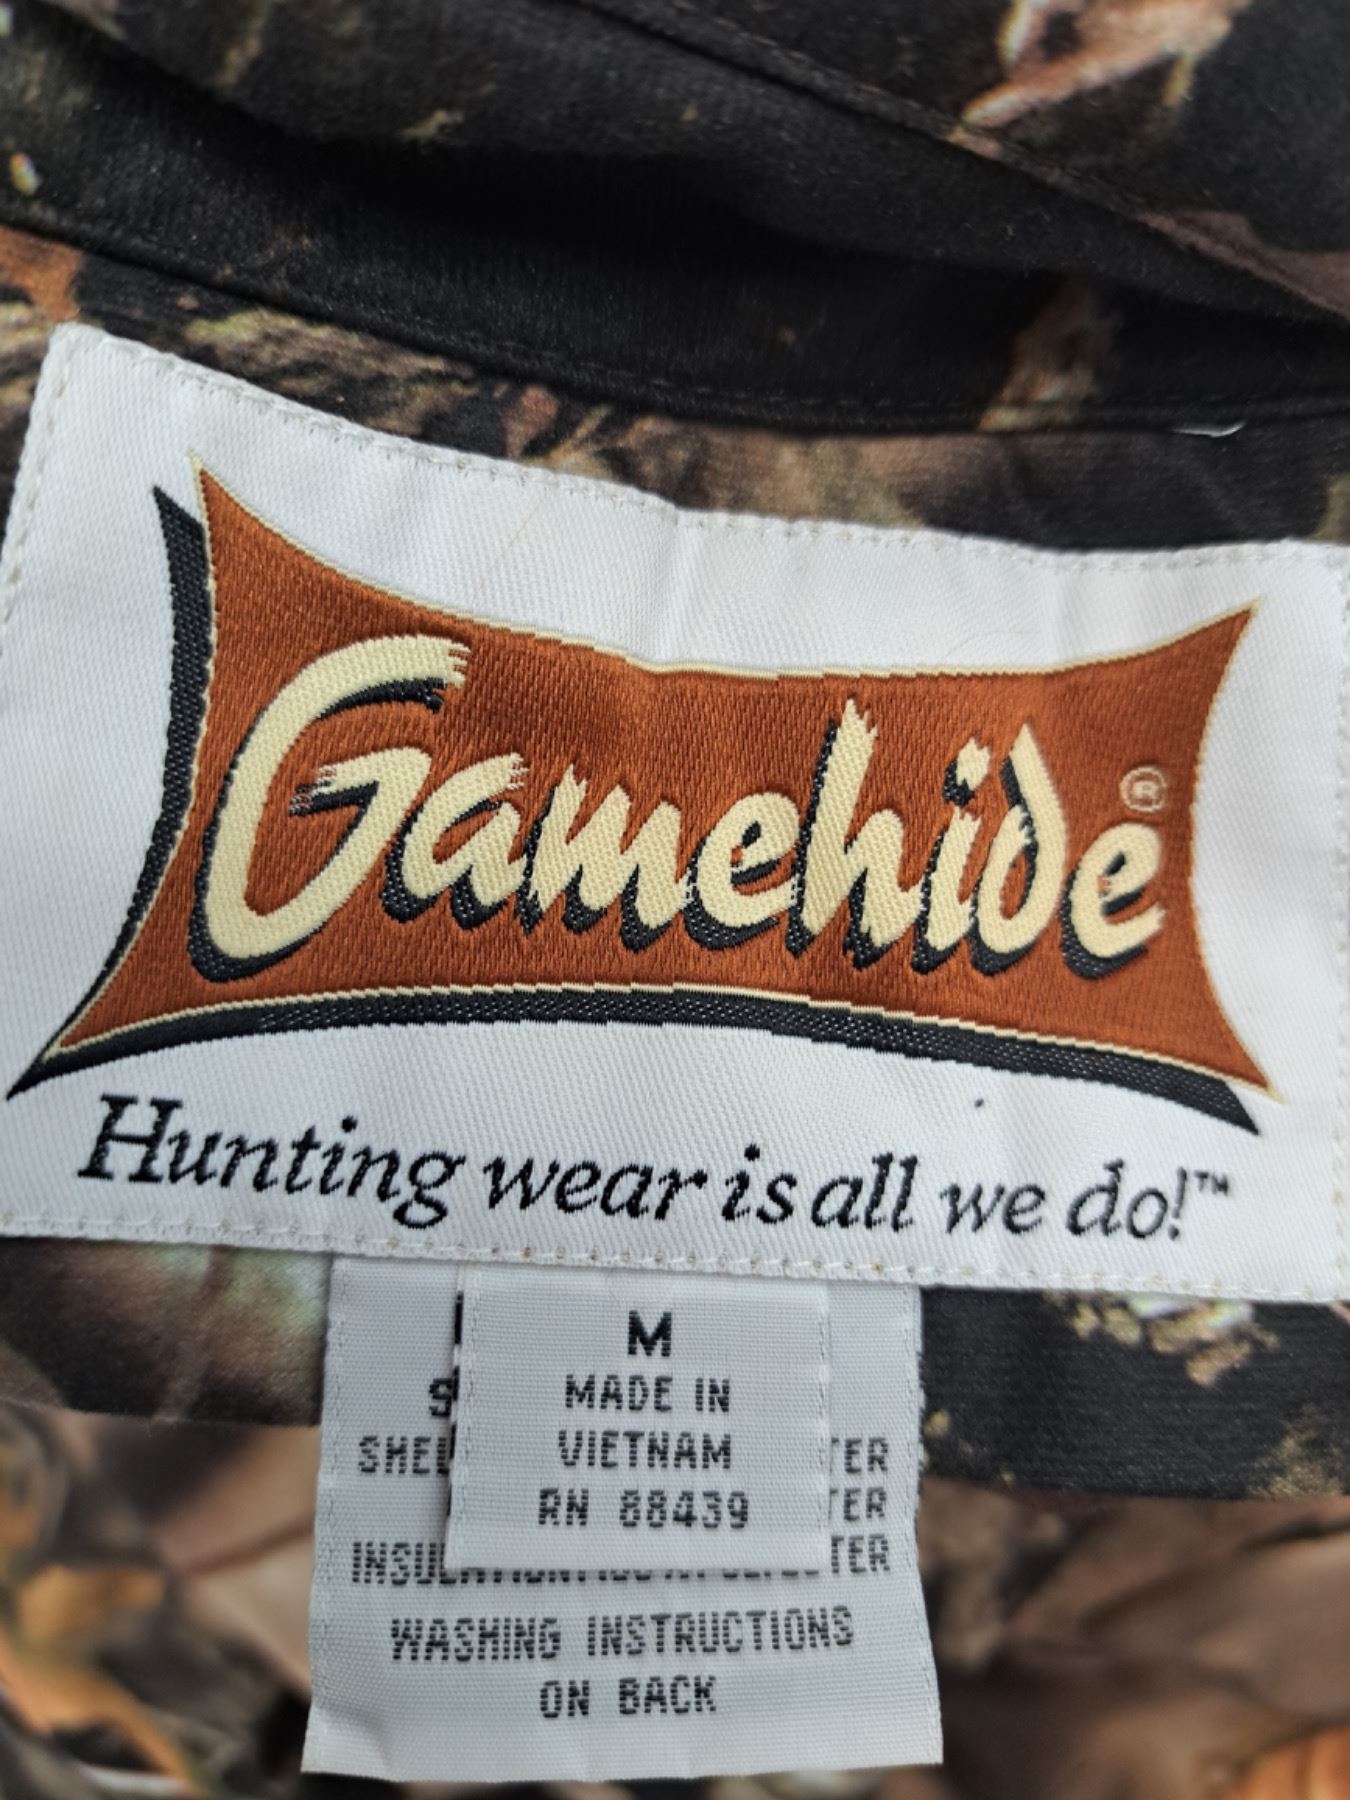 Gamehide®
Hunting wear is all we do!™
M
MADE IN
VIETNAM
RN 88439
WASHING INSTRUCTIONS
ON BACK